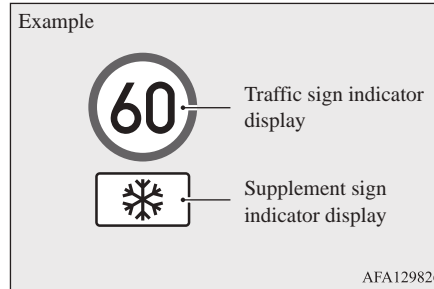 Example
60
Traffic sign indicator
display
Supplement sign
indicator display